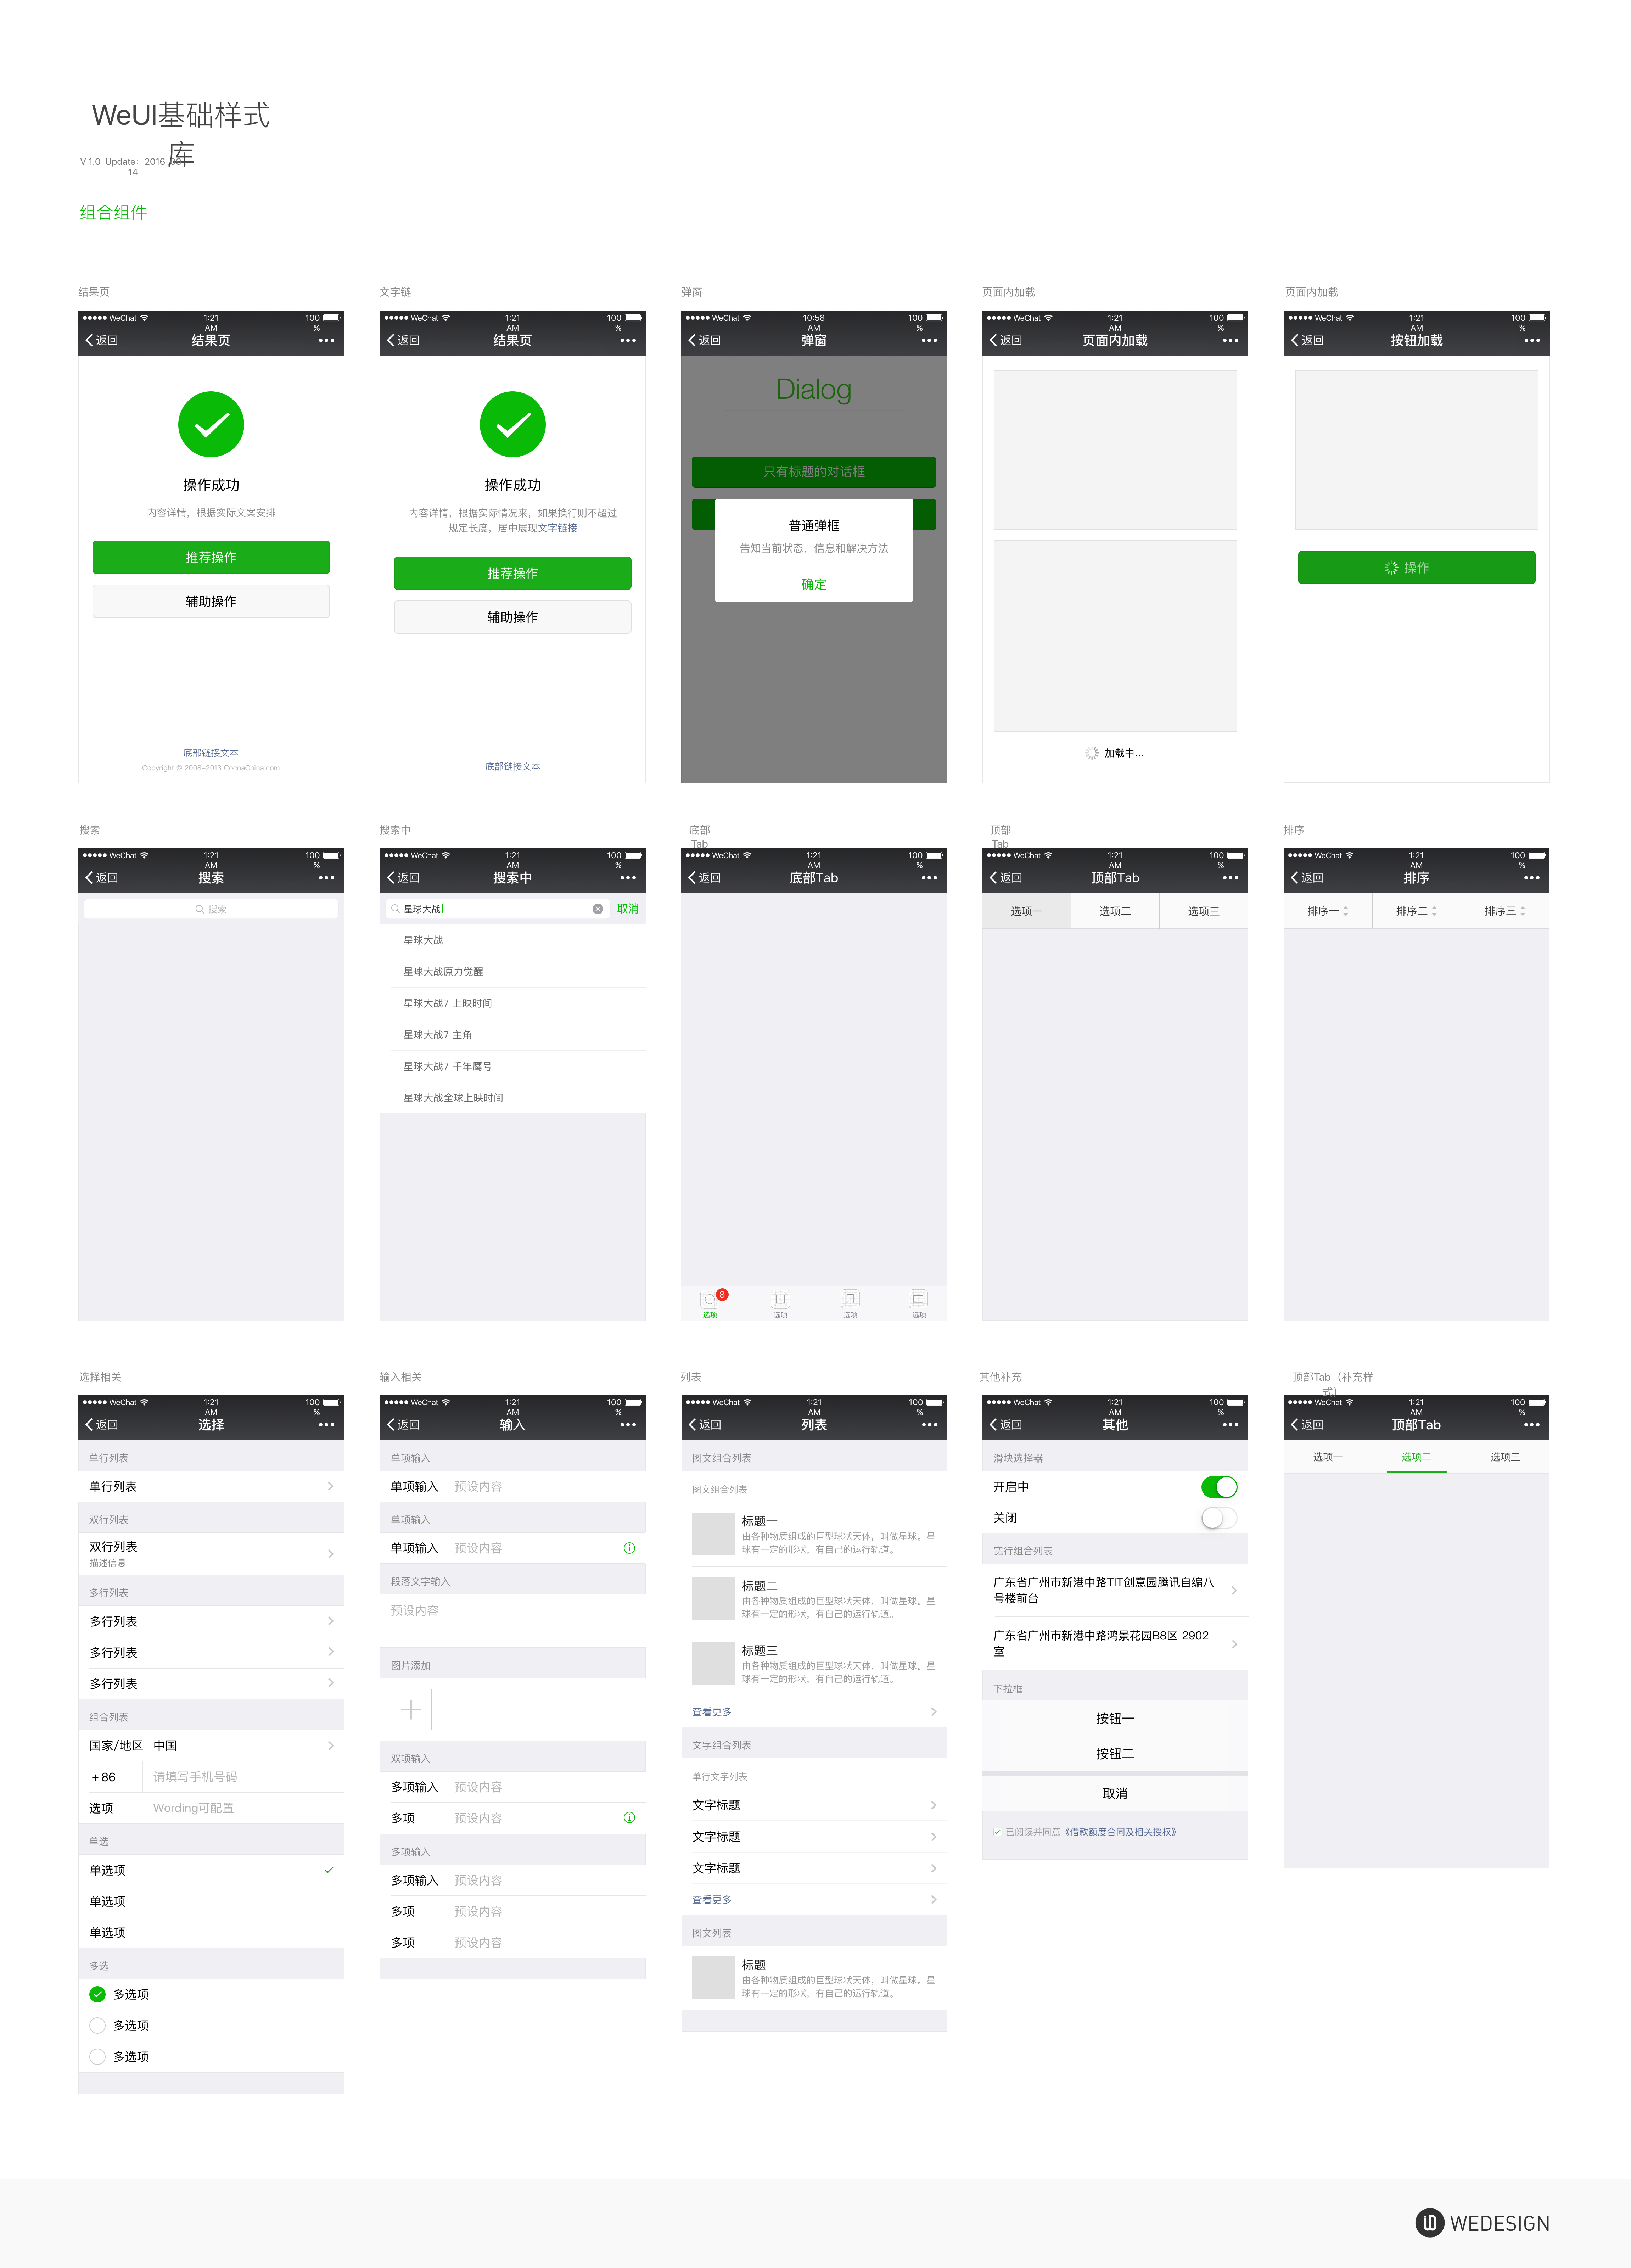 WeUI基础样式
库
V 1.0 Update：2016
14
组合组件
结果页
文字链
弹窗
页面内加载
页面内加载
WeChat 1:21 AM 100 %
返回 结果页
操作成功
内容详情，根据实际文案安排
推荐操作
辅助操作
底部链接文本
Copyright © 2008-2013 CocoaChina.com
WeChat 1:21 AM 100 %
返回 结果页
操作成功
内容详情，根据实际情况来，如果换行则不超过
规定长度，居中展现文字链接
推荐操作
辅助操作
底部链接文本
WeChat 10:58 AM 100 %
返回 弹窗
Dialog
只有标题的对话框
普通弹框
告知当前状态，信息和解决方法
确定
WeChat 1:21 AM 100 %
返回 页面内加载
加载中...
WeChat 1:21 AM 100 %
返回 按钮加载
操作
搜索
搜索中
底部
Tab
顶部
Tab
排序
WeChat 1:21 AM 100 %
返回 搜索
搜索
WeChat 1:21 AM 100 %
返回 搜索中
星球大战 取消
星球大战
星球大战原力觉醒
星球大战7 上映时间
星球大战7 主角
星球大战7 千年鹰号
星球大战全球上映时间
WeChat 1:21 AM 100 %
返回 底部Tab
8
选项 选项 选项 选项
WeChat 1:21 AM 100 %
返回 顶部Tab
选项一 选项二 选项三
WeChat 1:21 AM 100 %
返回 排序
排序一 排序二 排序三
选择相关
输入相关
列表
其他补充
顶部Tab（补充样
式）
WeChat 1:21 AM 100 %
返回 选择
单行列表
单行列表
双行列表
双行列表
描述信息
多行列表
多行列表
多行列表
多行列表
组合列表
国家/地区 中国
+86 请填写手机号码
选项 Wording可配置
单选
单选项
单选项
单选项
多选
多选项
多选项
多选项
WeChat 1:21 AM 100 %
返回 输入
单项输入
单项输入 预设内容
单项输入
单项输入 预设内容
段落文字输入
预设内容
图片添加
双项输入
多项输入 预设内容
多项 预设内容
多项输入
多项输入 预设内容
多项 预设内容
多项 预设内容
WeChat 1:21 AM 100 %
返回 列表
图文组合列表
图文组合列表
标题一
由各种物质组成的巨型球状天体，叫做星球。星
球有一定的形状，有自己的运行轨道。
标题二
由各种物质组成的巨型球状天体，叫做星球。星
球有一定的形状，有自己的运行轨道。
标题三
由各种物质组成的巨型球状天体，叫做星球。星
球有一定的形状，有自己的运行轨道。
查看更多
文字组合列表
单行文字列表
文字标题
文字标题
文字标题
查看更多
图文列表
标题
由各种物质组成的巨型球状天体，叫做星球。星
球有一定的形状，有自己的运行轨道。
WeChat 1:21 AM 100 %
返回 其他
滑块选择器
开启中
关闭
宽行组合列表
广东省广州市新港中路TIT创意园腾讯自编八
号楼前台
广东省广州市新港中路鸿景花园B8区 2902
室
下拉框
按钮一
按钮二
取消
已阅读并同意《借款额度合同及相关授权》
WeChat 1:21 AM 100 %
返回 顶部Tab
选项一 选项二 选项三
WEDESIGN